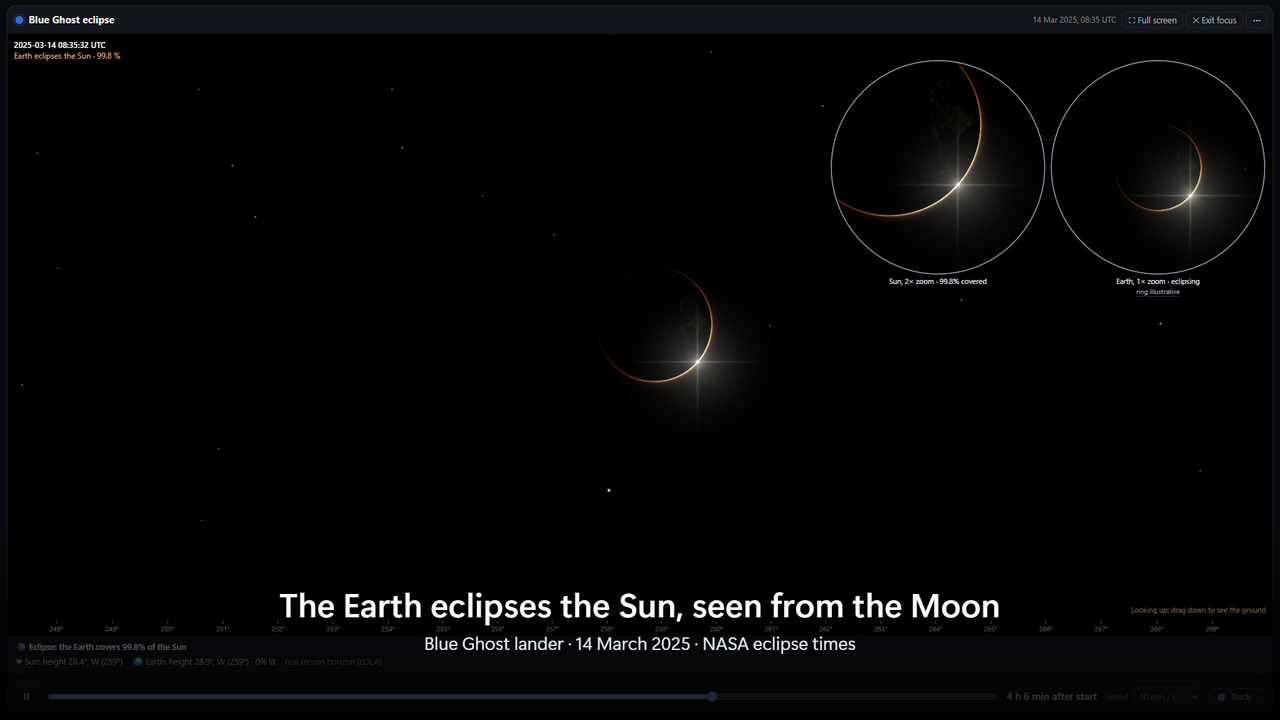 Blue Ghost eclipse
14 Mar 2025, 08:35 UTC
Full screen
Exit focus
2025-03-14 08:35:32 UTC
Earth eclipses the Sun · 99.8 %
Sun, 2× zoom · 99.8% covered
Earth, 1× zoom · eclipsing
ring illustrative
The Earth eclipses the Sun, seen from the Moon
Looking up: drag down to see the ground
248° 249° 250° 251° 252° 253° 254° 255° 256° 257° 258° 259° 260° 261° 262° 263° 264° 265° 266° 267° 268° 269°
Blue Ghost lander · 14 March 2025 · NASA eclipse times
Eclipse: the Earth covers 99.8% of the Sun
Sun: height 28.4°, W (259°) Earth: height 28.9°, W (259°) · 0% lit real terrain horizon (LOLA)
4 h 6 min after start Speed 10 min / s Track